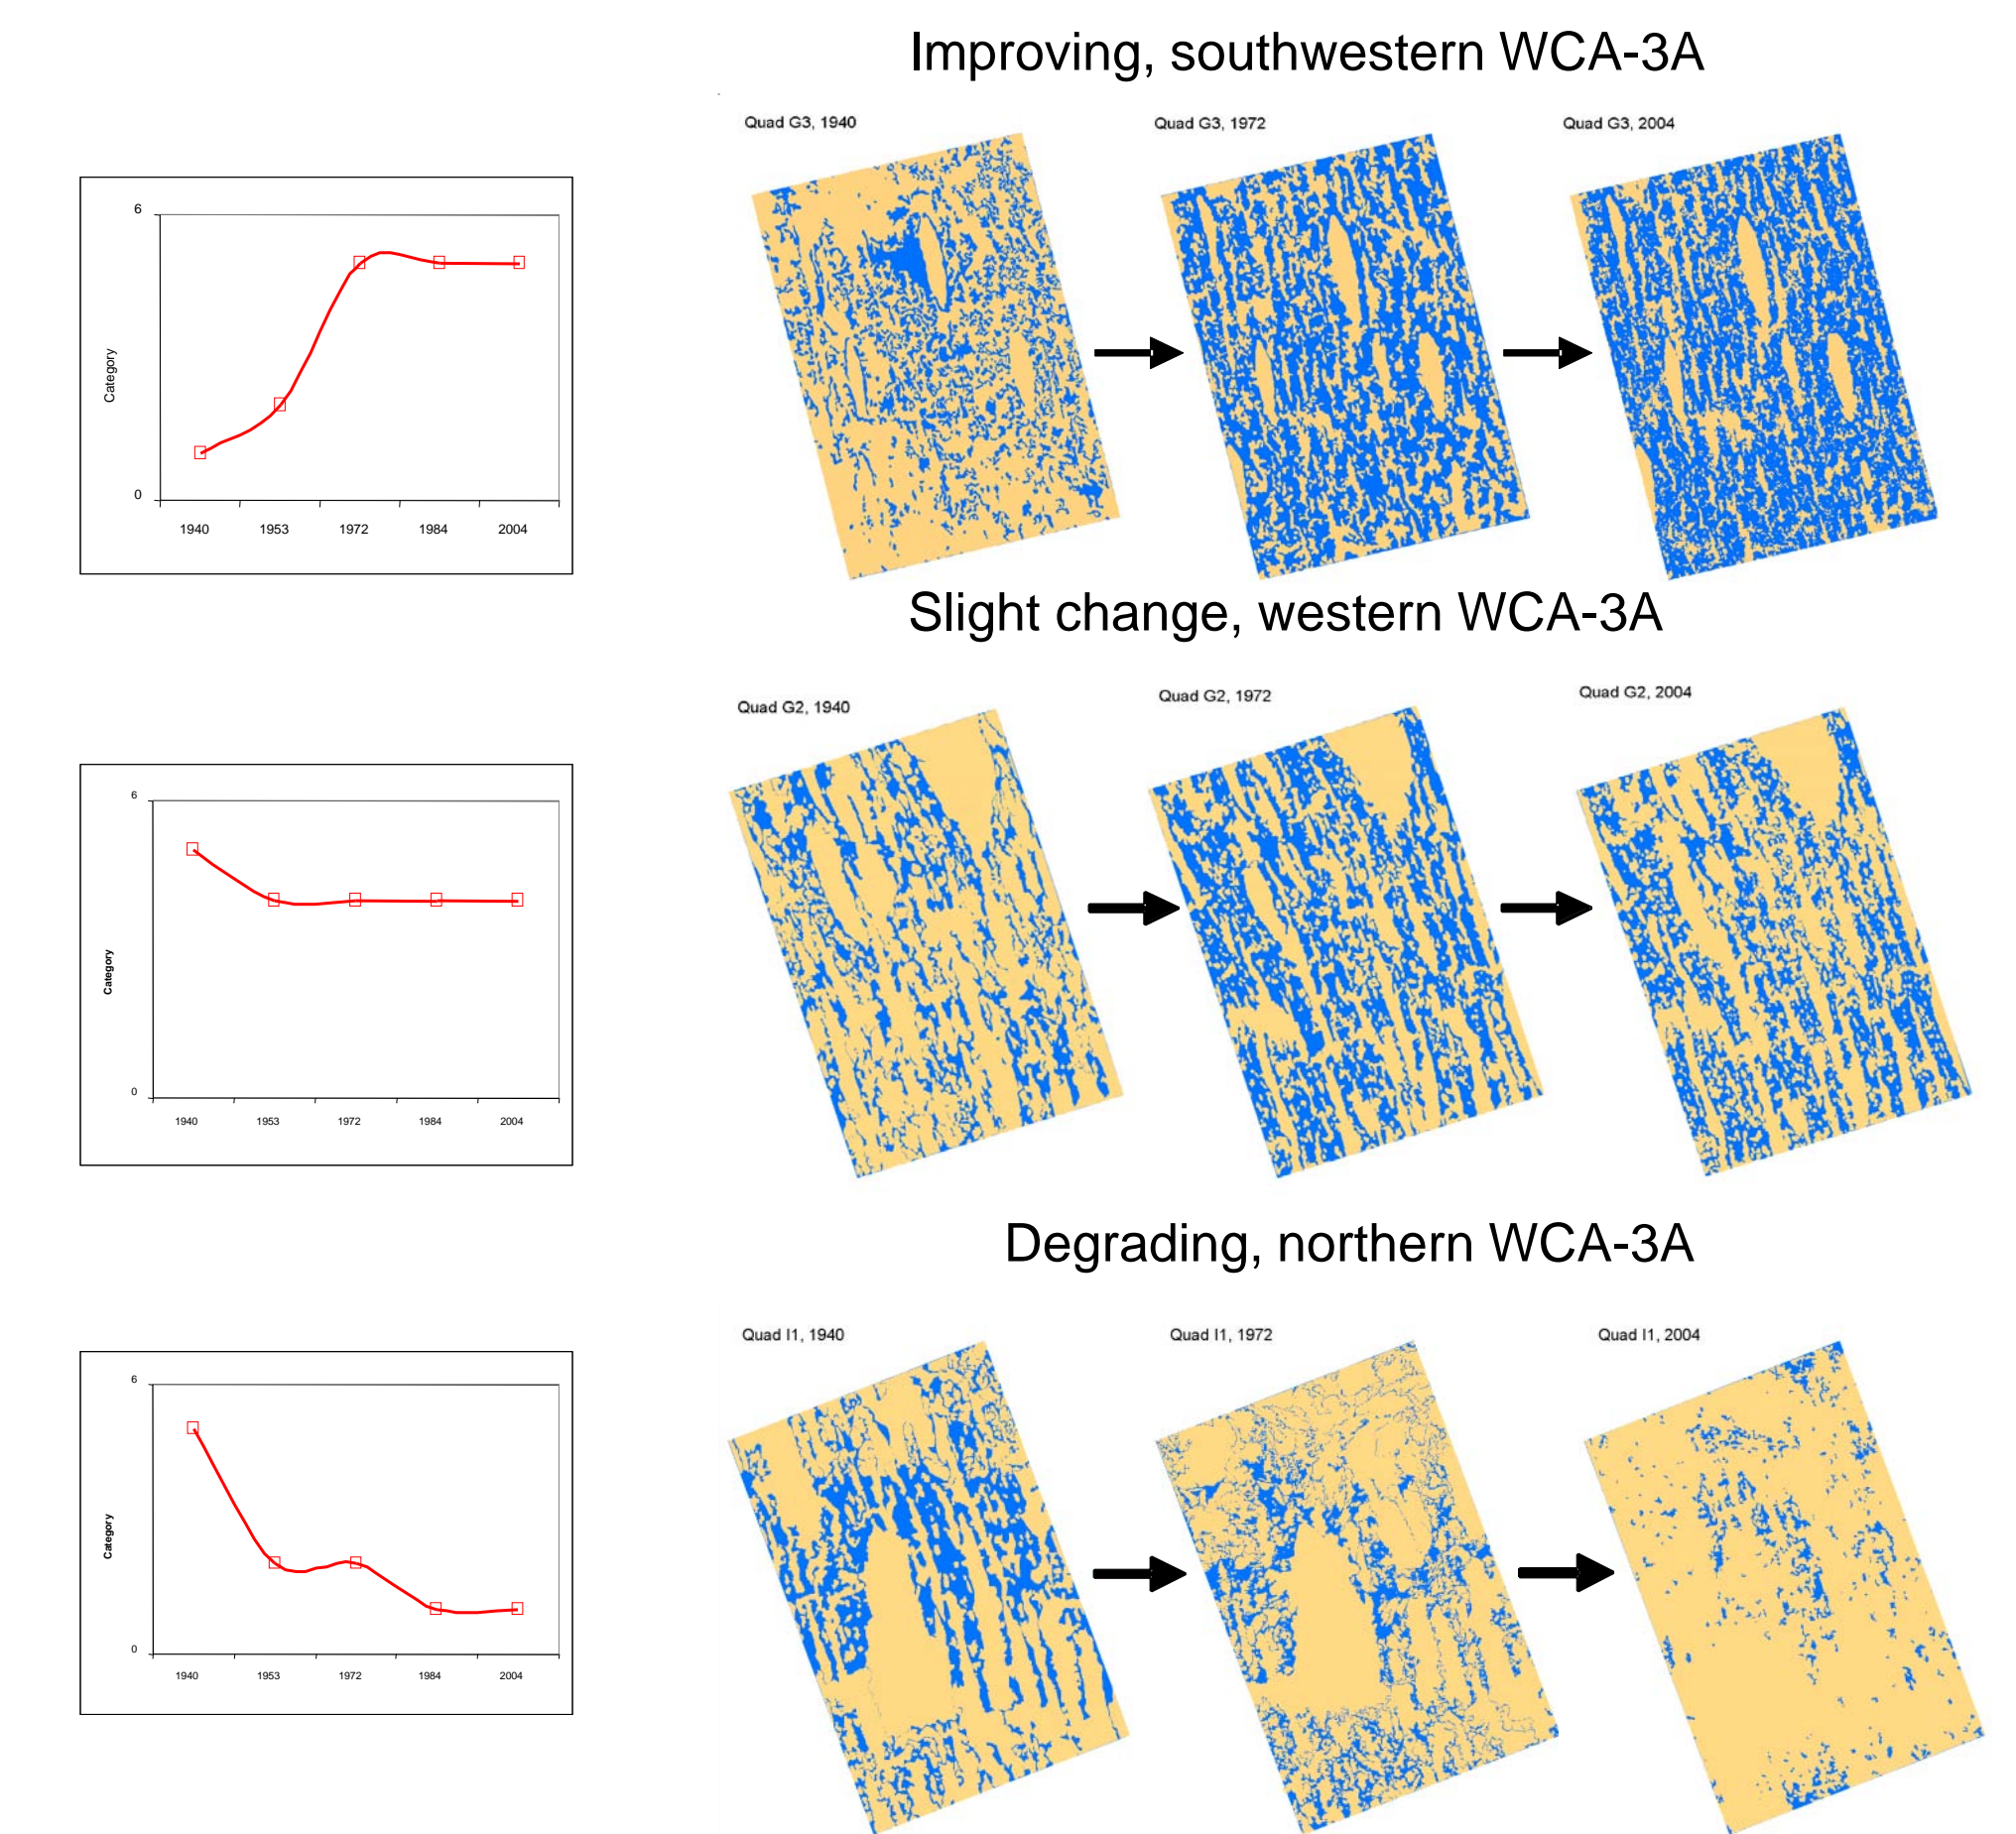 Improving, southwestern WCA-3A
Quad G3, 1940
Quad G3, 1972
Quad G3, 2004
6
Category
0
1940 1953 1972 1984 2004
Slight change, western WCA-3A
Quad G2, 1940
Quad G2, 1972
Quad G2, 2004
6
Category
0
1940 1953 1972 1984 2004
Degrading, northern WCA-3A
Quad I1, 1940
Quad I1, 1972
Quad I1, 2004
6
Category
0
1940 1953 1972 1984 2004